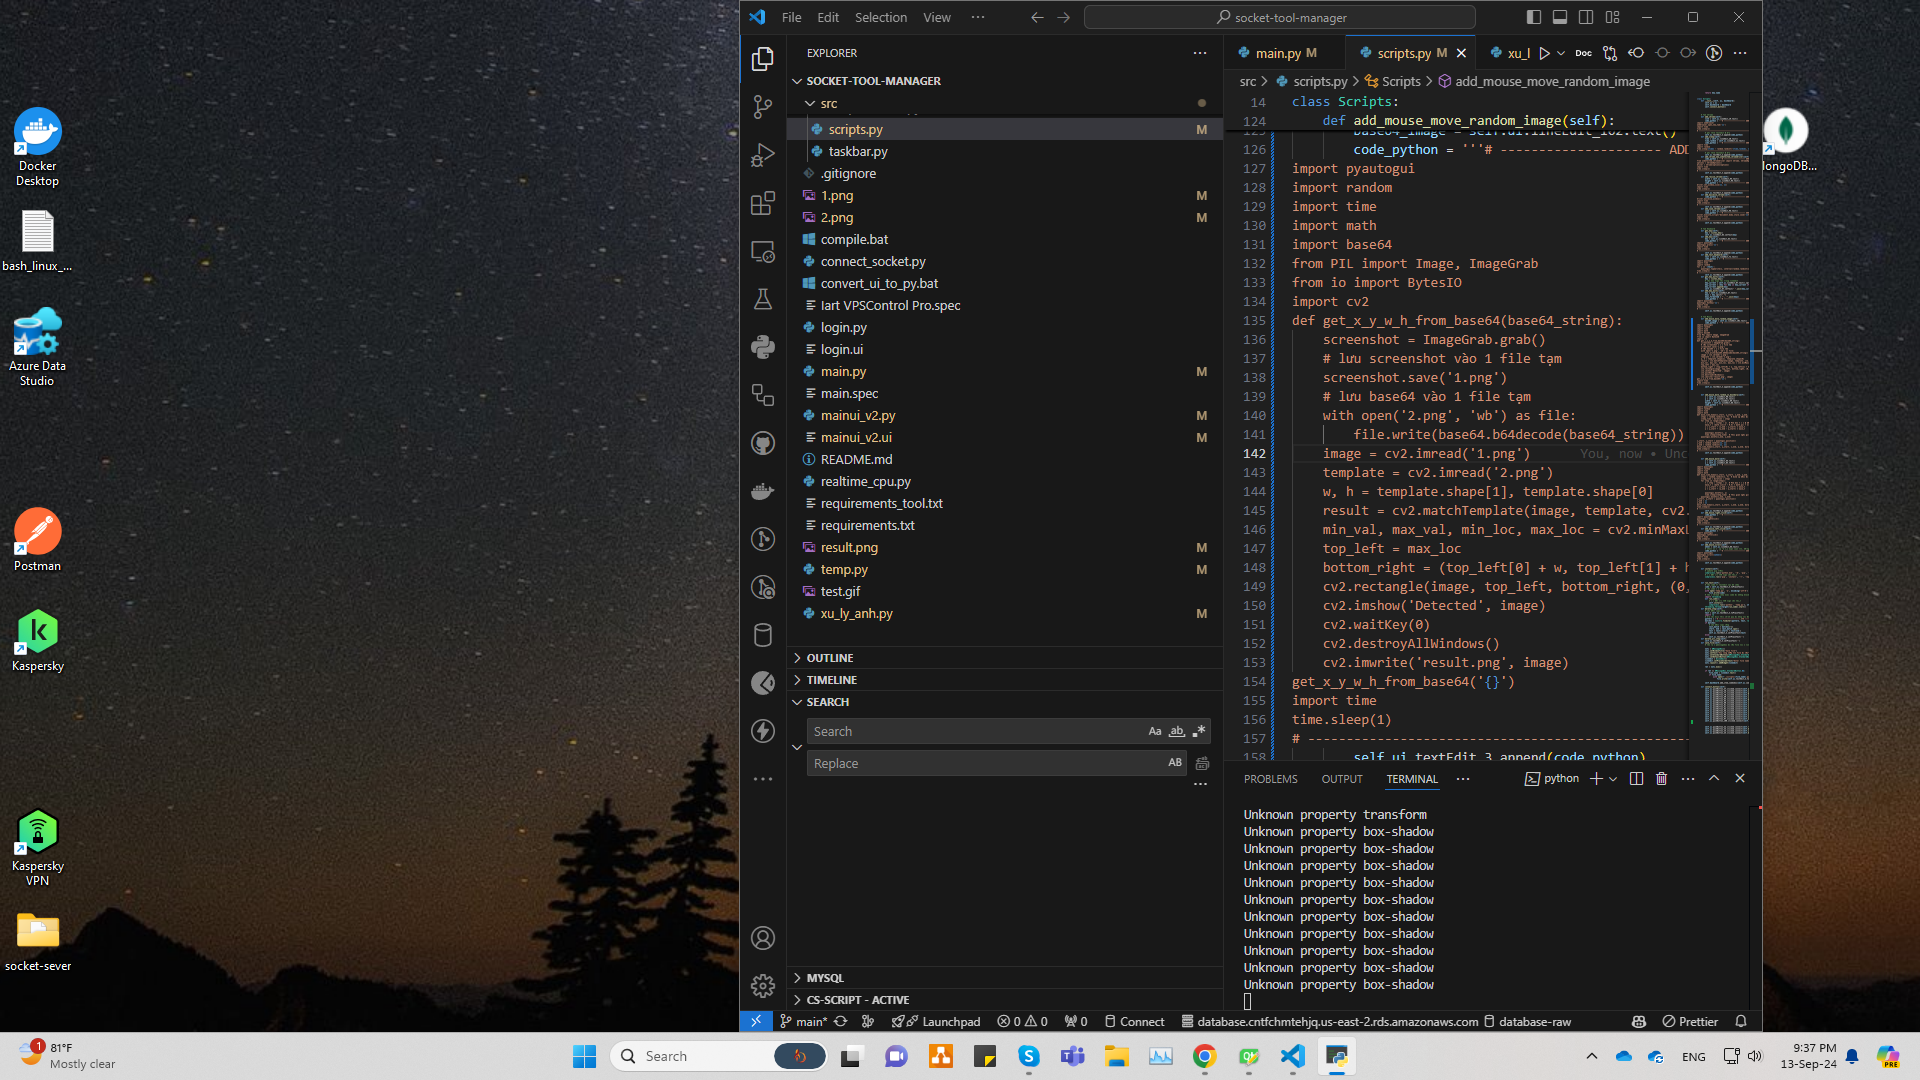 Docker
Desktop
bash_linux_...
Azure Data
Studio
Postman
Kaspersky
Kaspersky
VPN
socket-sever
File Edit Selection View ···
socket-tool-manager
EXPLORER
SOCKET-TOOL-MANAGER
src
scripts.py M
taskbar.py
.gitignore
1.png M
2.png M
compile.bat
connect_socket.py
convert_ui_to_py.bat
Iart VPSControl Pro.spec
login.py
login.ui
main.py M
main.spec
mainui_v2.py M
mainui_v2.ui M
README.md
realtime_cpu.py
requirements_tool.txt
requirements.txt
result.png M
temp.py M
test.gif
xu_ly_anh.py M
OUTLINE
TIMELINE
SEARCH
Search Aa ab
Replace AB
MYSQL
CS-SCRIPT - ACTIVE
main.py M scripts.py M xu_l Doc
src > scripts.py > Scripts > add_mouse_move_random_image
14 class Scripts:
124 def add_mouse_move_random_image(self):
125 base64_image = self.ui.lineEdit_162.text()
126 code_python = '''# --------------------- ADD
127 import pyautogui
128 import random
129 import time
130 import math
131 import base64
132 from PIL import Image, ImageGrab
133 from io import BytesIO
134 import cv2
135 def get_x_y_w_h_from_base64(base64_string):
136 screenshot = ImageGrab.grab()
137 # lưu screenshot vào 1 file tạm
138 screenshot.save('1.png')
139 # lưu base64 vào 1 file tạm
140 with open('2.png', 'wb') as file:
141 file.write(base64.b64decode(base64_string))
142 image = cv2.imread('1.png') You, now • Unc
143 template = cv2.imread('2.png')
144 w, h = template.shape[1], template.shape[0]
145 result = cv2.matchTemplate(image, template, cv2.
146 min_val, max_val, min_loc, max_loc = cv2.minMaxL
147 top_left = max_loc
148 bottom_right = (top_left[0] + w, top_left[1] + h
149 cv2.rectangle(image, top_left, bottom_right, (0,
150 cv2.imshow('Detected', image)
151 cv2.waitKey(0)
152 cv2.destroyAllWindows()
153 cv2.imwrite('result.png', image)
154 get_x_y_w_h_from_base64('{}')
155 import time
156 time.sleep(1)
157 # --------------------------------------------------
158 self.ui.textEdit_3.append(code_python)
PROBLEMS OUTPUT TERMINAL ··· python
Unknown property transform
Unknown property box-shadow
Unknown property box-shadow
Unknown property box-shadow
Unknown property box-shadow
Unknown property box-shadow
Unknown property box-shadow
Unknown property box-shadow
Unknown property box-shadow
Unknown property box-shadow
Unknown property box-shadow
main* Launchpad 0 0 0 Connect database.cntfchmtehjq.us-east-2.rds.amazonaws.com database-raw Prettier
1 81°F
Mostly clear
Search
ENG
9:37 PM
13-Sep-24
PRE